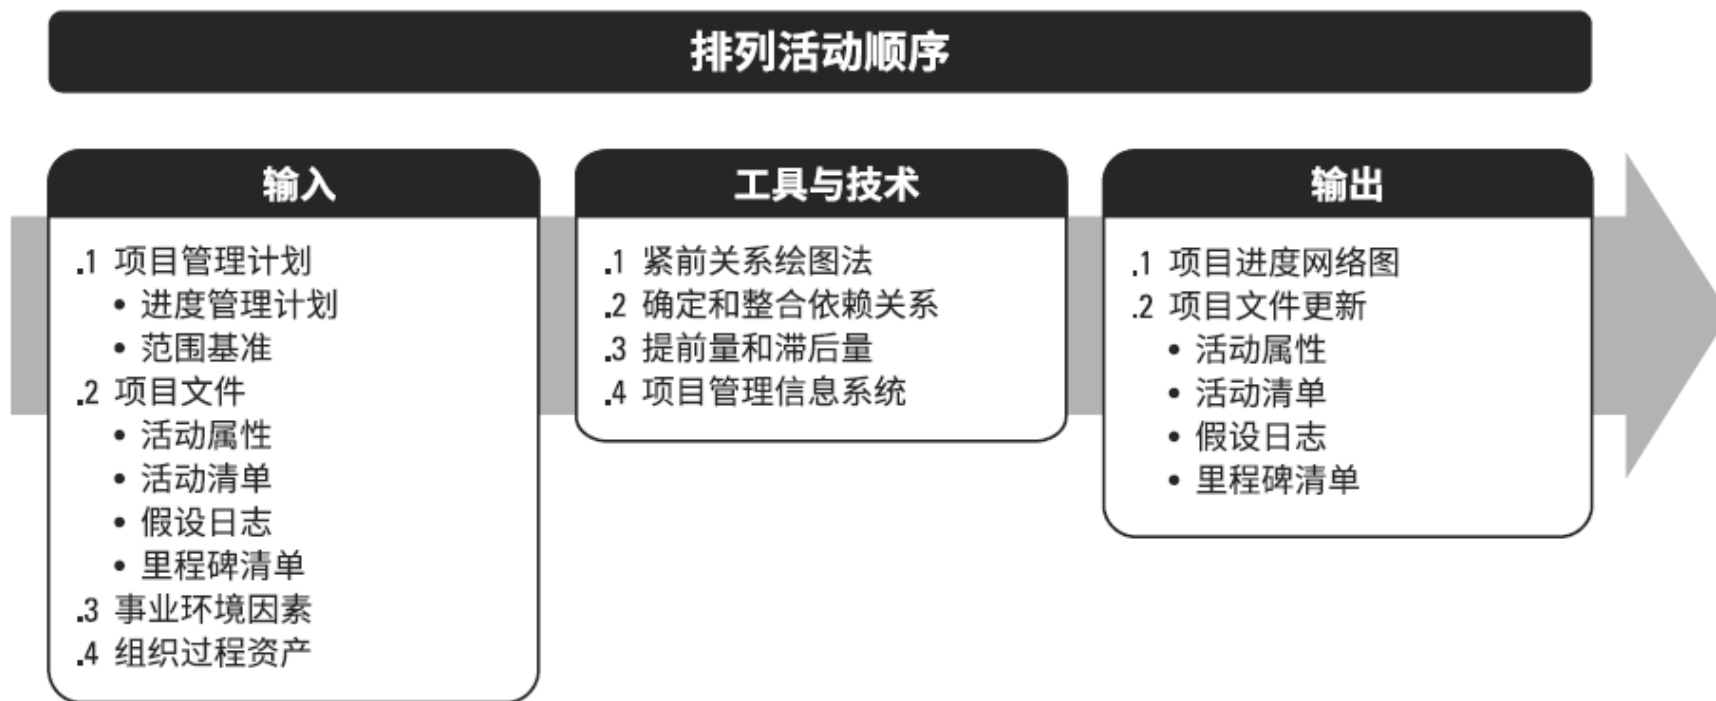 排列活动顺序
输入
.1 项目管理计划
• 进度管理计划
• 范围基准
.2 项目文件
• 活动属性
• 活动清单
• 假设日志
• 里程碑清单
.3 事业环境因素
.4 组织过程资产
工具与技术
.1 紧前关系绘图法
.2 确定和整合依赖关系
.3 提前量和滞后量
.4 项目管理信息系统
输出
.1 项目进度网络图
.2 项目文件更新
• 活动属性
• 活动清单
• 假设日志
• 里程碑清单